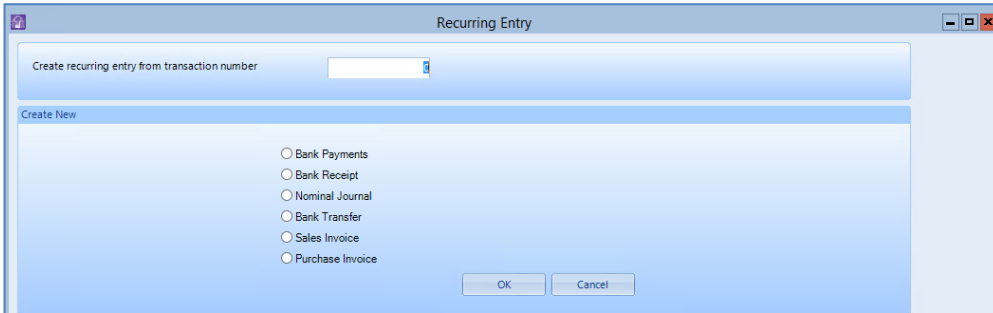 Recurring Entry
Create recurring entry from transaction number 0
Create New
Bank Payments
Bank Receipt
Nominal Journal
Bank Transfer
Sales Invoice
Purchase Invoice
OK Cancel